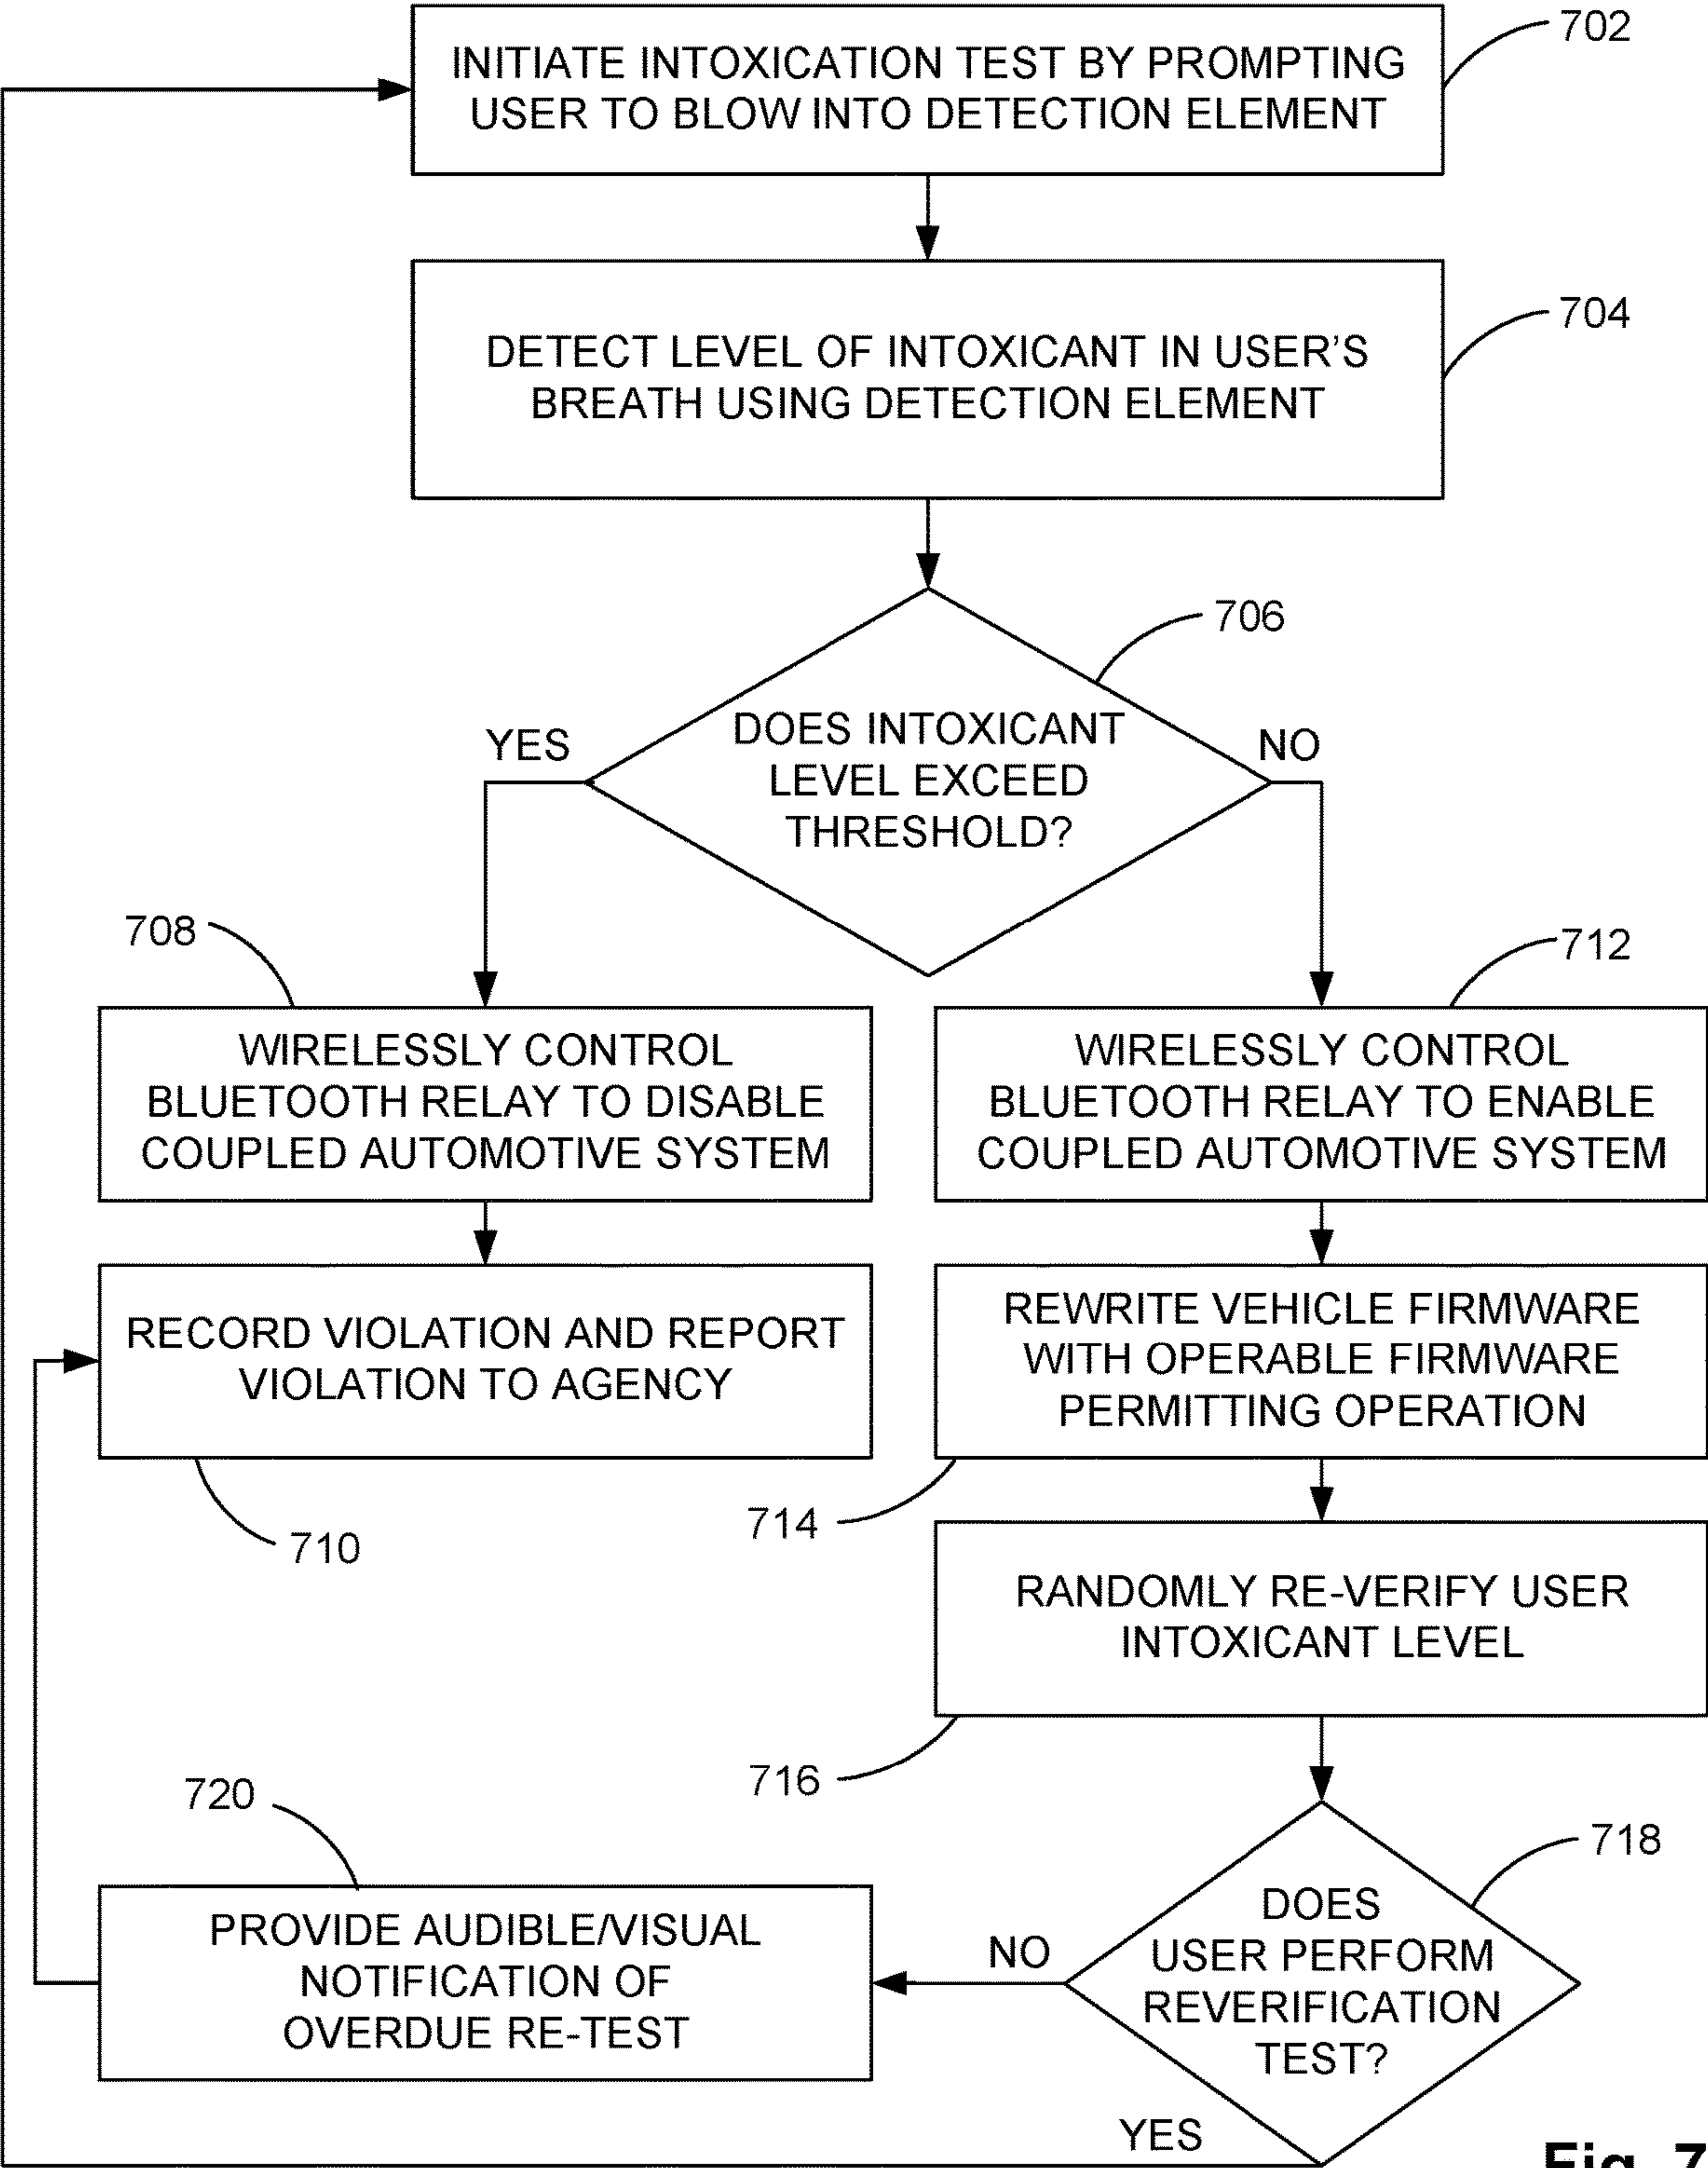 702
INITIATE INTOXICATION TEST BY PROMPTING
USER TO BLOW INTO DETECTION ELEMENT
704
DETECT LEVEL OF INTOXICANT IN USER'S
BREATH USING DETECTION ELEMENT
706
DOES INTOXICANT
LEVEL EXCEED
THRESHOLD?
YES
NO
708
WIRELESSLY CONTROL
BLUETOOTH RELAY TO DISABLE
COUPLED AUTOMOTIVE SYSTEM
712
WIRELESSLY CONTROL
BLUETOOTH RELAY TO ENABLE
COUPLED AUTOMOTIVE SYSTEM
RECORD VIOLATION AND REPORT
VIOLATION TO AGENCY
710
REWRITE VEHICLE FIRMWARE
WITH OPERABLE FIRMWARE
PERMITTING OPERATION
714
RANDOMLY RE-VERIFY USER
INTOXICANT LEVEL
716
718
DOES
USER PERFORM
REVERIFICATION
TEST?
NO
YES
720
PROVIDE AUDIBLE/VISUAL
NOTIFICATION OF
OVERDUE RE-TEST
Fig. 7